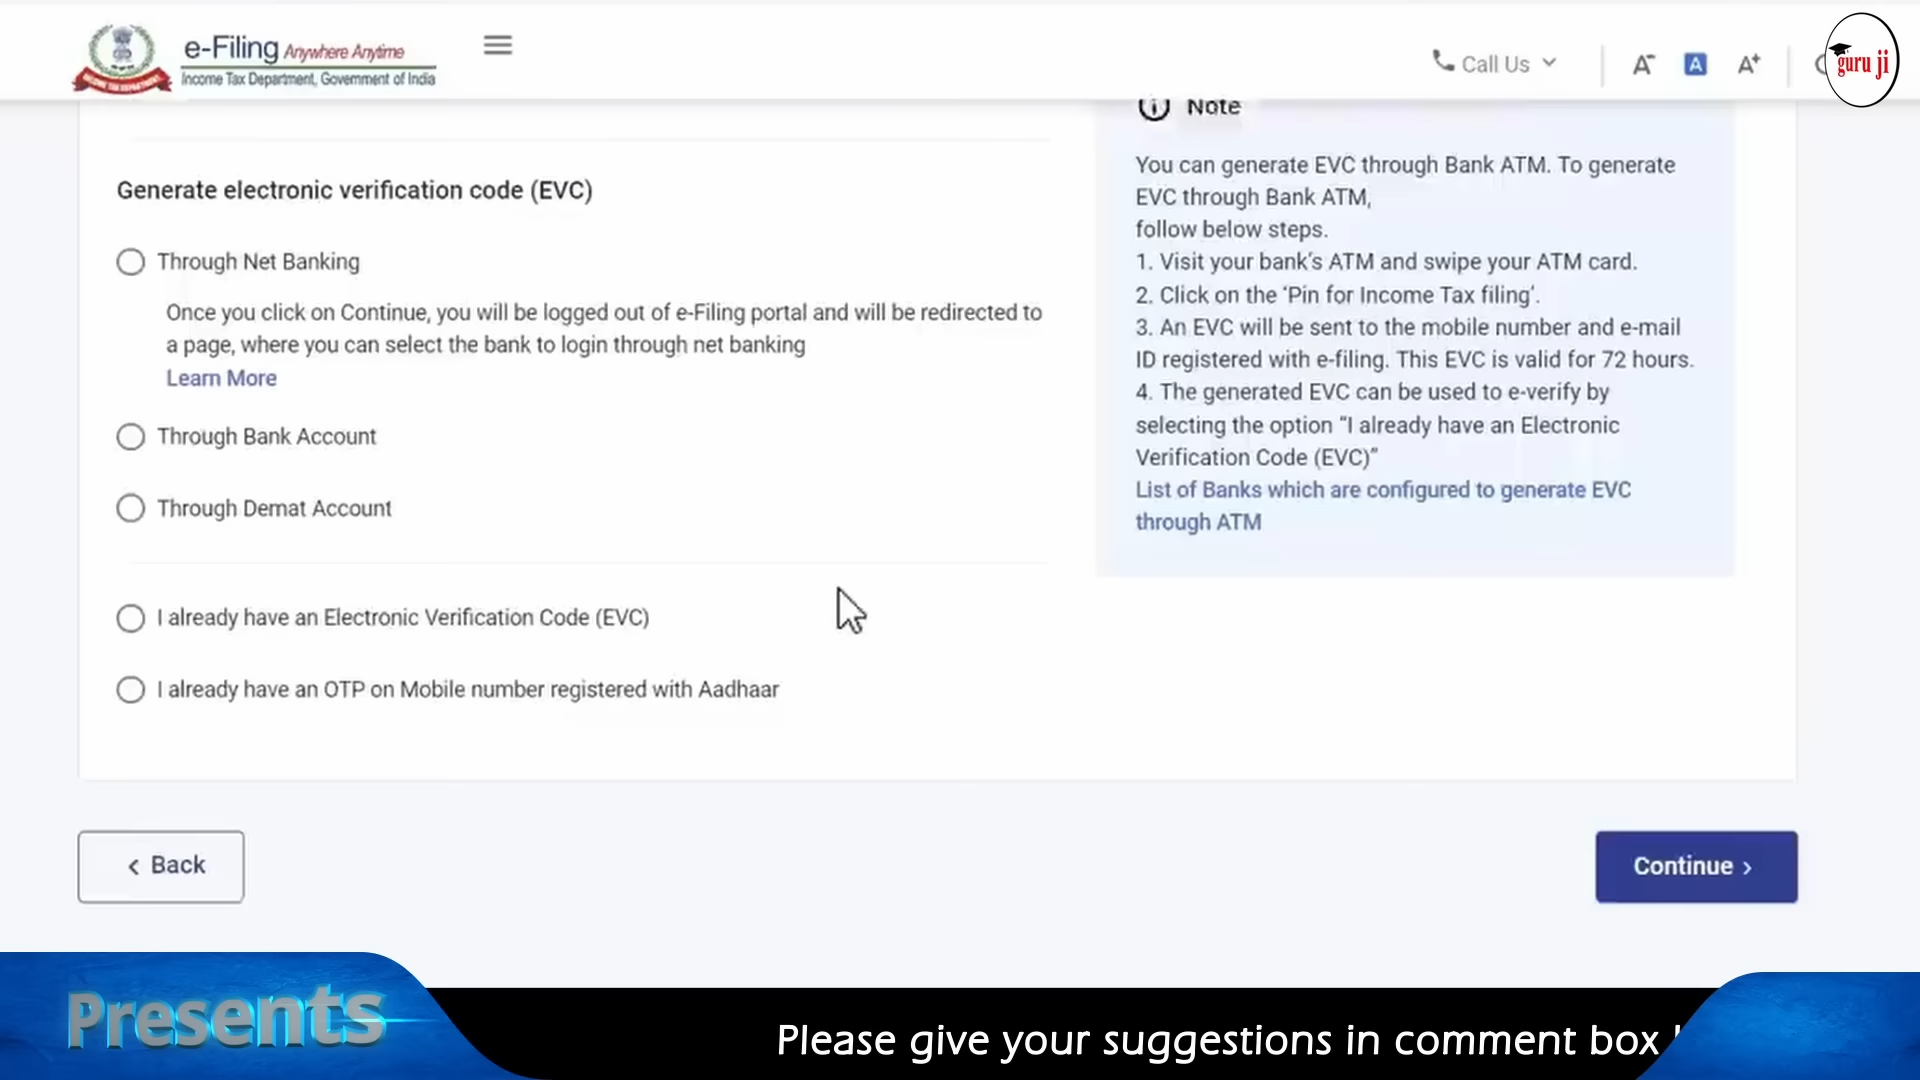 e-Filing Anywhere Anytime
Income Tax Department, Government of India
Call Us
A-
A
A+
guru ji
Generate electronic verification code (EVC)
Through Net Banking
Once you click on Continue, you will be logged out of e-Filing portal and will be redirected to
a page, where you can select the bank to login through net banking
Learn More
Through Bank Account
Through Demat Account
I already have an Electronic Verification Code (EVC)
I already have an OTP on Mobile number registered with Aadhaar
Note
You can generate EVC through Bank ATM. To generate
EVC through Bank ATM,
follow below steps.
1. Visit your bank's ATM and swipe your ATM card.
2. Click on the 'Pin for Income Tax filing'.
3. An EVC will be sent to the mobile number and e-mail
ID registered with e-filing. This EVC is valid for 72 hours.
4. The generated EVC can be used to e-verify by
selecting the option “I already have an Electronic
Verification Code (EVC)”
List of Banks which are configured to generate EVC
through ATM
< Back
Continue >
Presents
Please give your suggestions in comment box